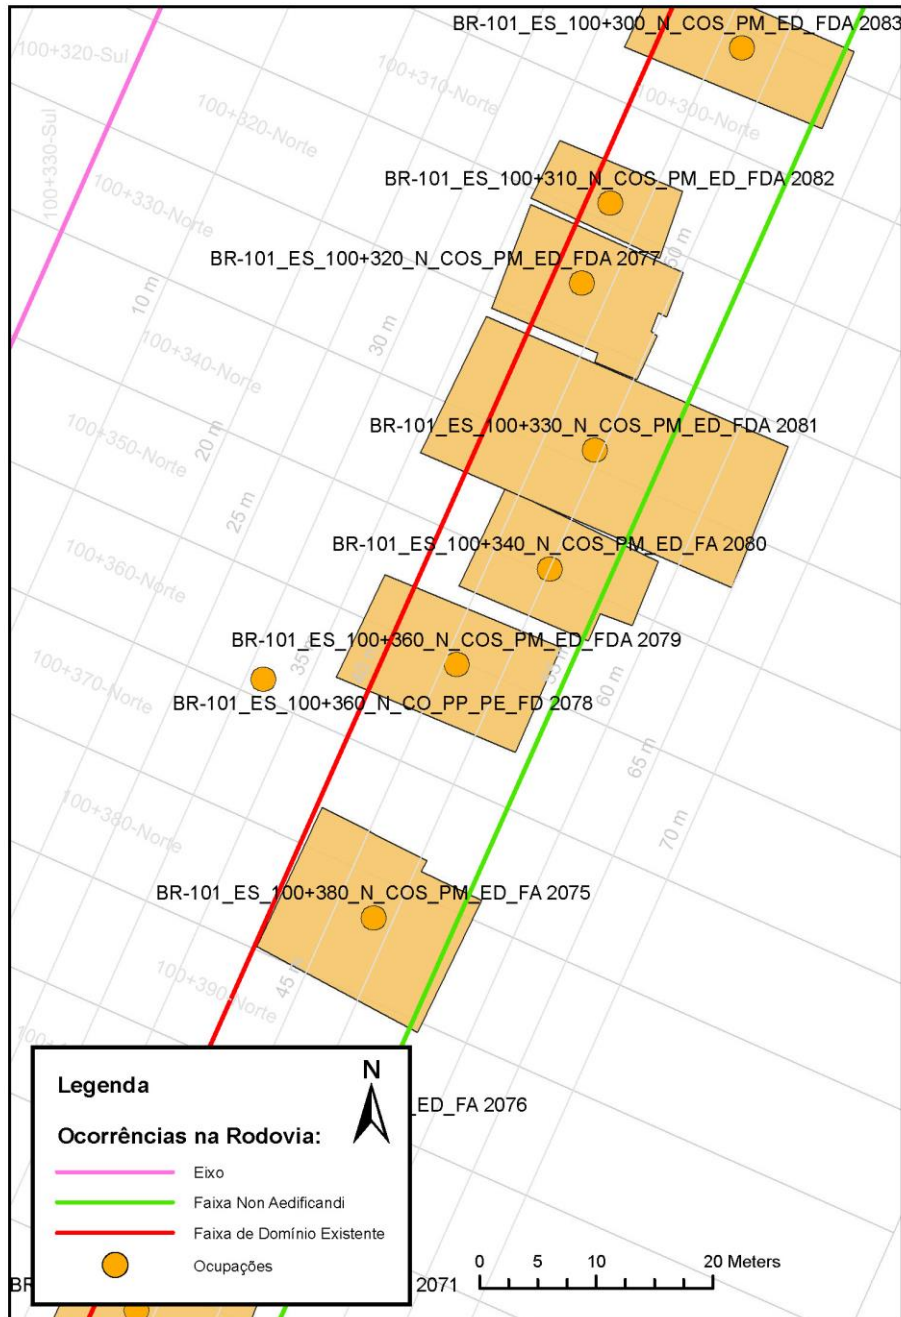 BR-101_ES_100+300_N_COS_PM_ED_FDA 2083
100+320-Sul
100+310-Norte
100+300-Norte
100+320-Norte
100+330-Sul
BR-101_ES_100+310_N_COS_PM_ED_FDA 2082
100+330-Norte
50 m
BR-101_ES_100+320_N_COS_PM_ED_FDA 2077
10 m
30 m
100+340-Norte
BR-101_ES_100+330_N_COS_PM_ED_FDA 2081
100+350-Norte
20 m
25 m
BR-101_ES_100+340_N_COS_PM_ED_FA 2080
100+360-Norte
BR-101_ES_100+360_N_COS_PM_ED_FDA 2079
35 m
55 m
60 m
100+370-Norte
BR-101_ES_100+360_N_CO_PP_PE_FD 2078
65 m
100+380-Norte
70 m
BR-101_ES_100+380_N_COS_PM_ED_FA 2075
100+390-Norte
45 m
_ED_FA 2076
Legenda
N
Ocorrências na Rodovia:
Eixo
Faixa Non Aedificandi
Faixa de Domínio Existente
Ocupações
0 5 10 20 Meters
BR
2071